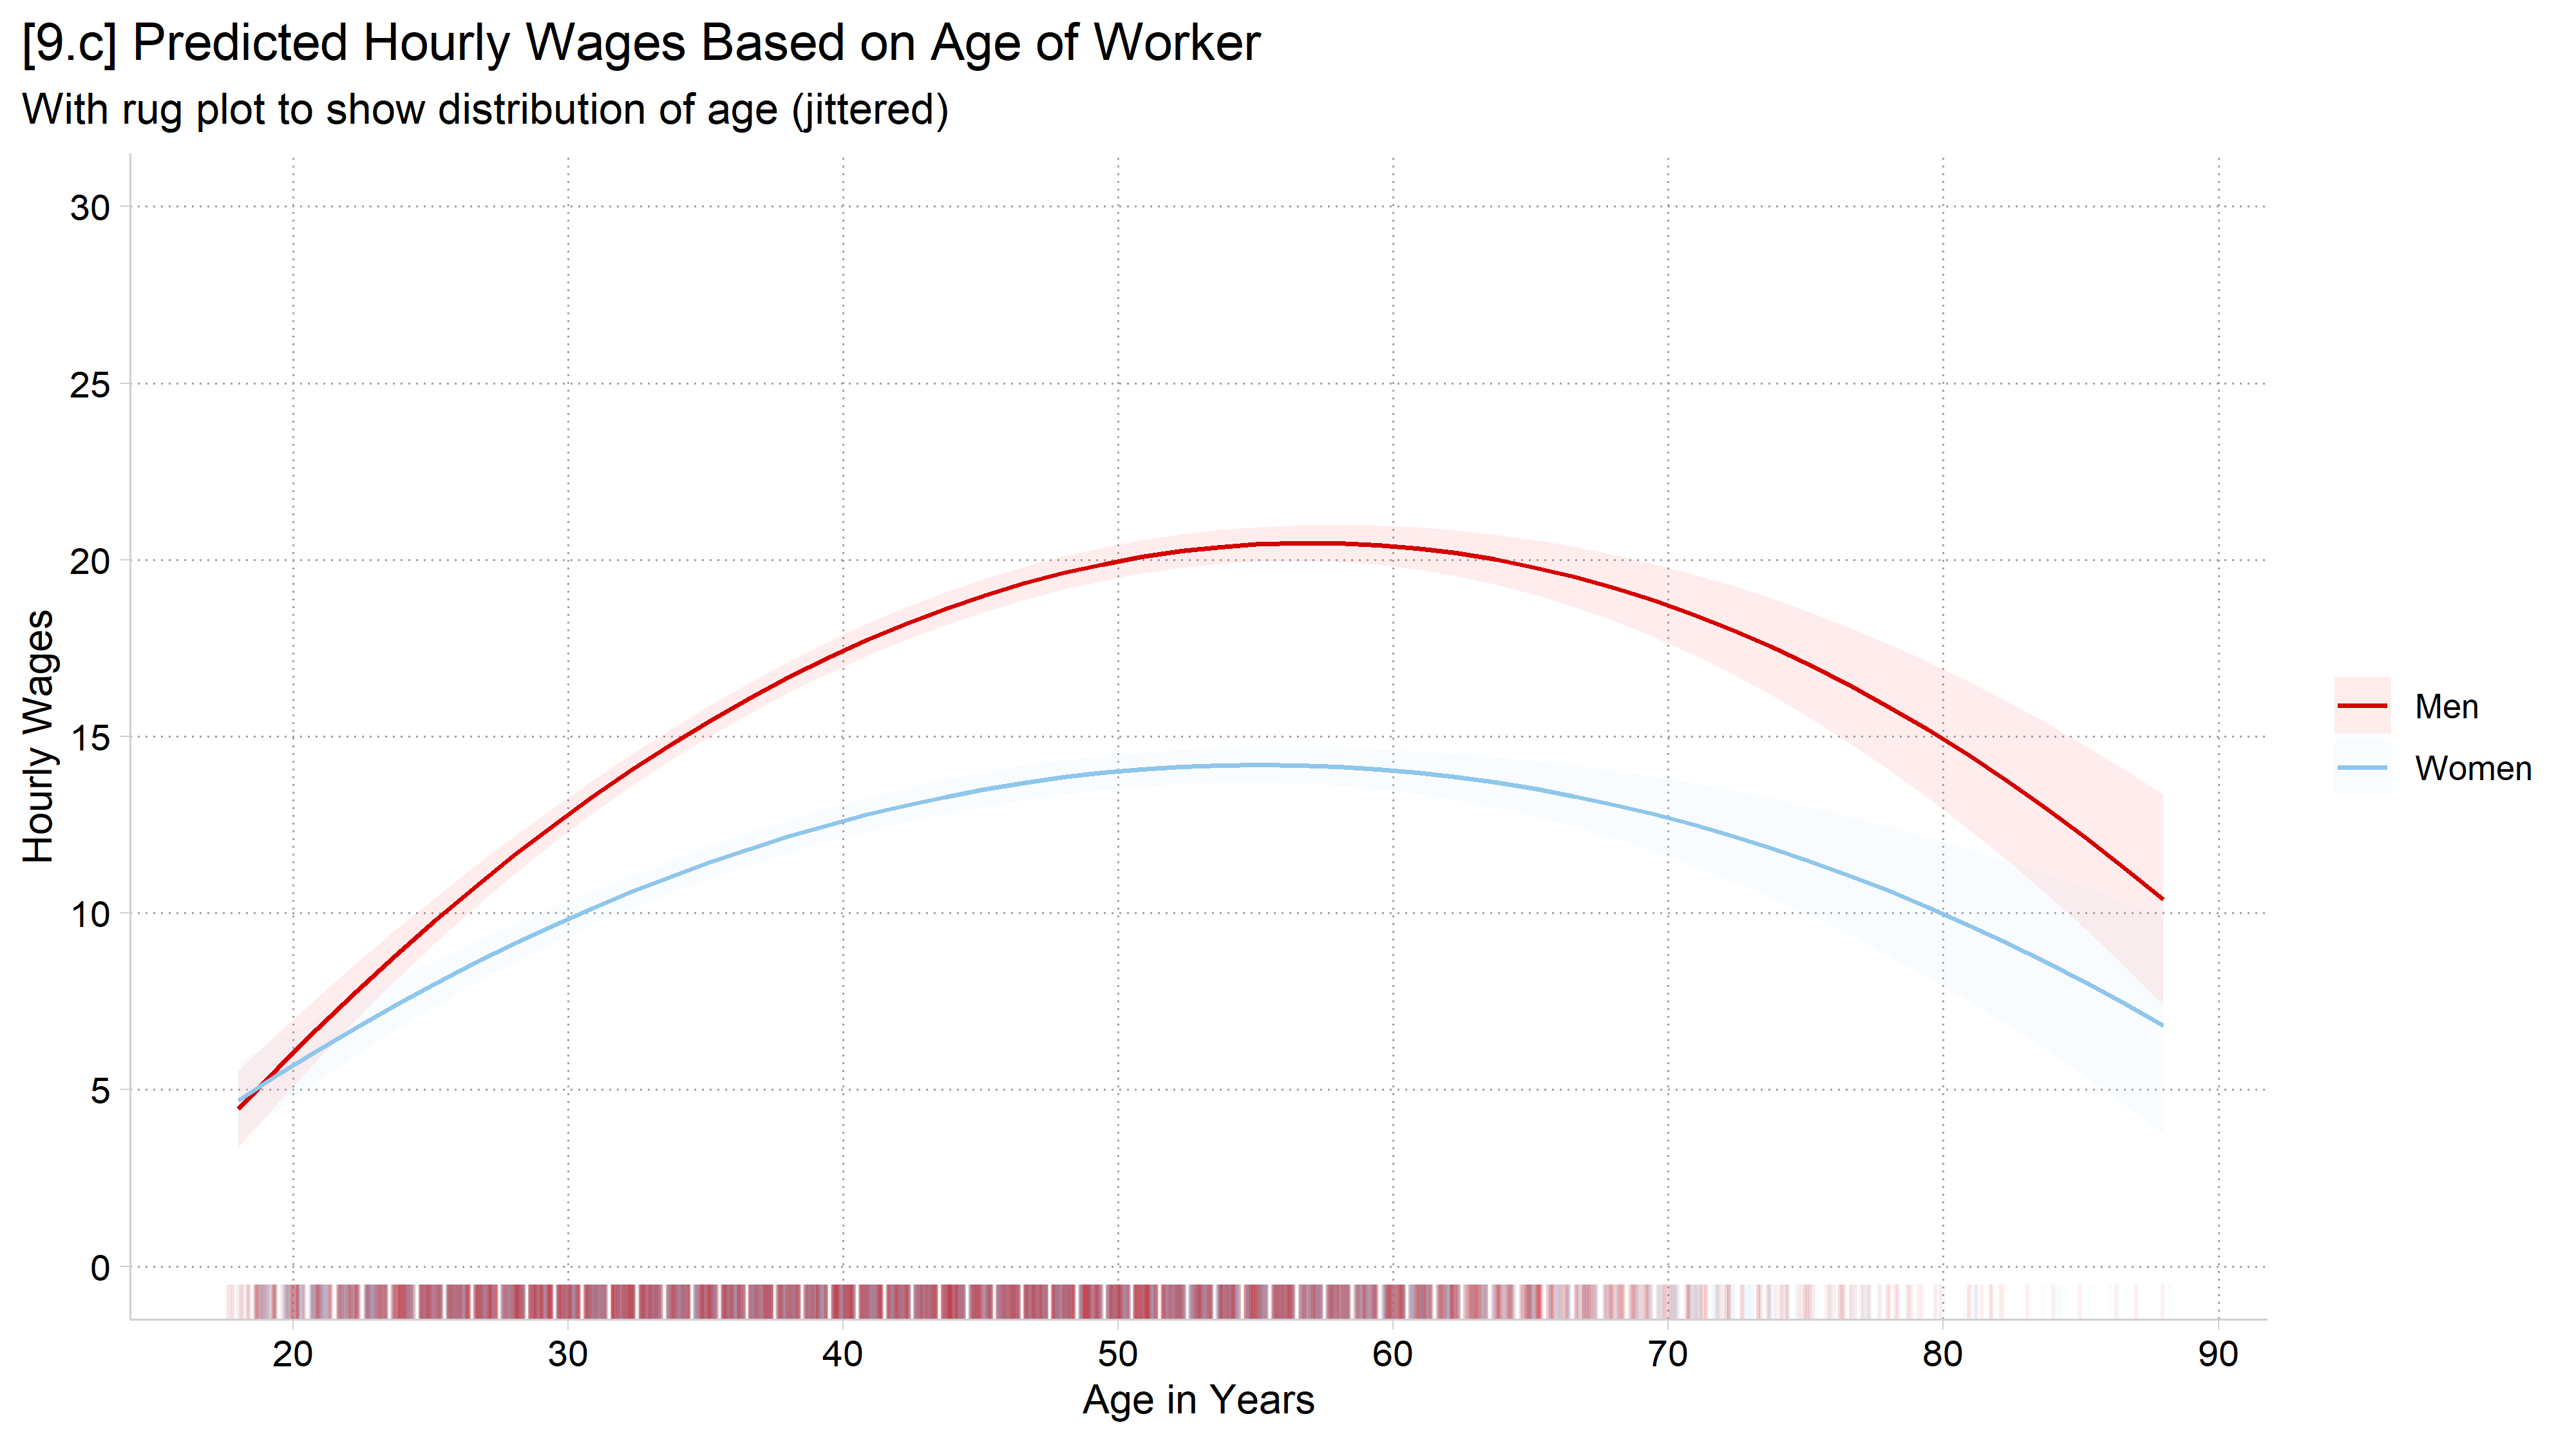 [9.c] Predicted Hourly Wages Based on Age of Worker
With rug plot to show distribution of age (jittered)
30
25
20
15
10
5
0
Hourly Wages
20 30 40 50 60 70 80 90
Age in Years
Men
Women